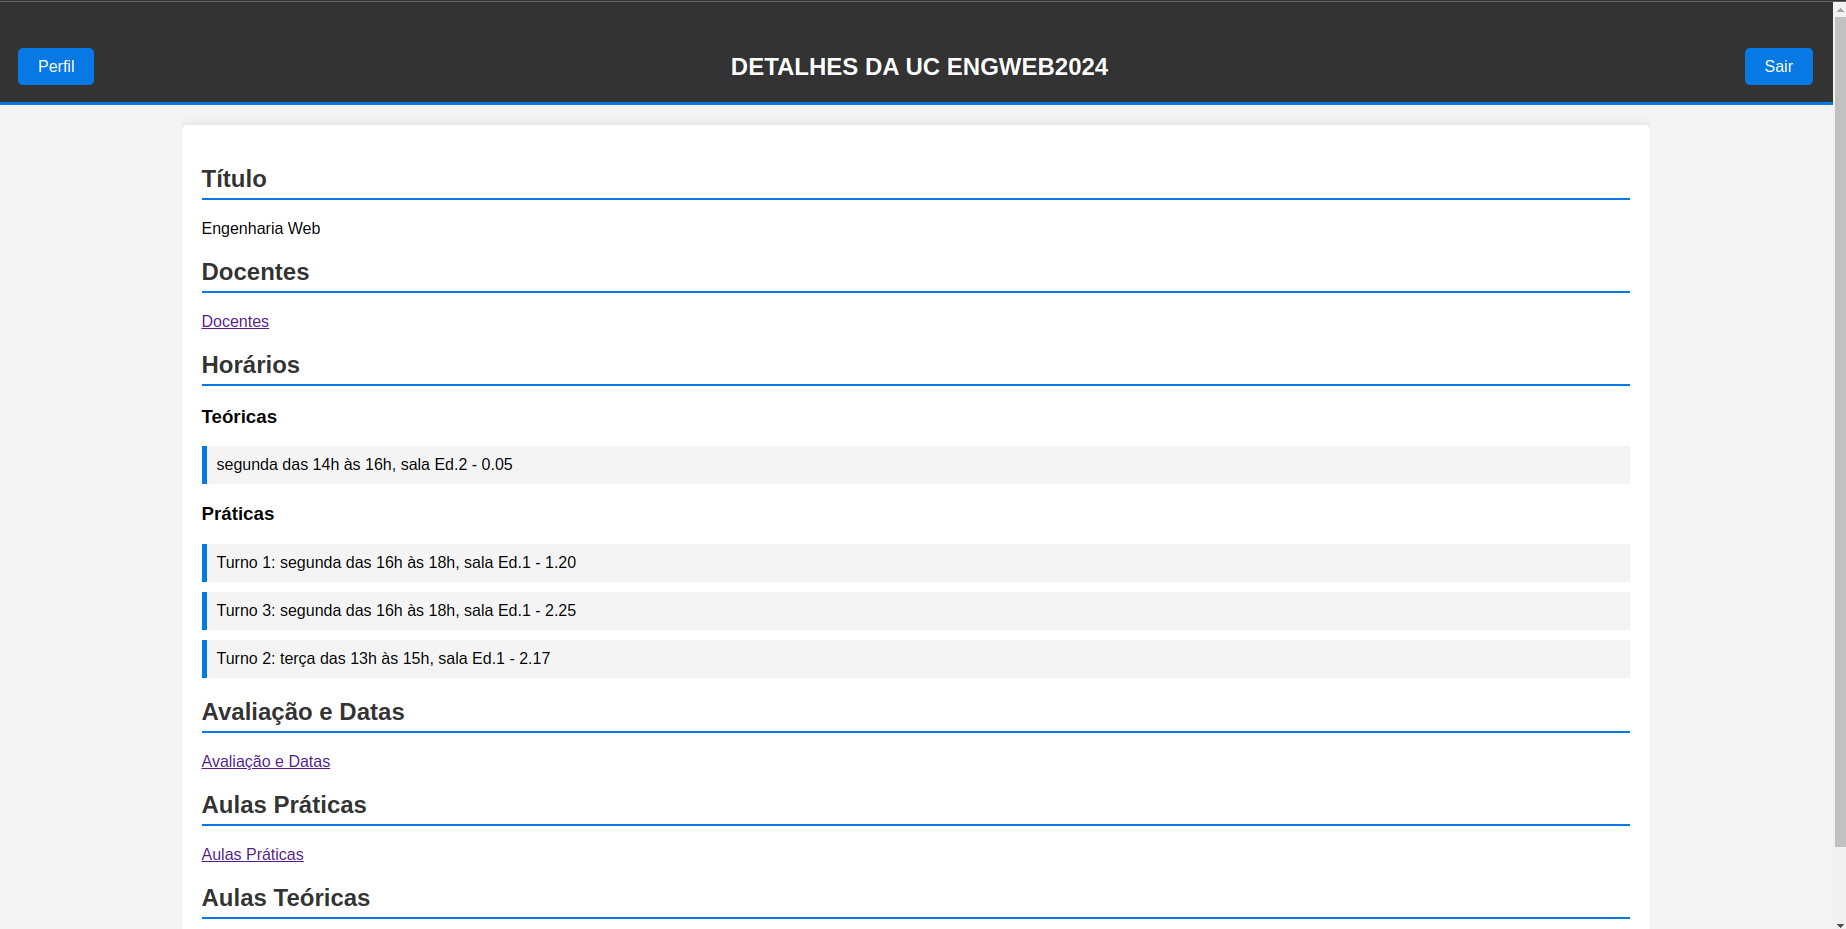 Perfil
DETALHES DA UC ENGWEB2024
Sair
Título
Engenharia Web
Docentes
Docentes
Horários
Teóricas
segunda das 14h às 16h, sala Ed.2 - 0.05
Práticas
Turno 1: segunda das 16h às 18h, sala Ed.1 - 1.20
Turno 3: segunda das 16h às 18h, sala Ed.1 - 2.25
Turno 2: terça das 13h às 15h, sala Ed.1 - 2.17
Avaliação e Datas
Avaliação e Datas
Aulas Práticas
Aulas Práticas
Aulas Teóricas